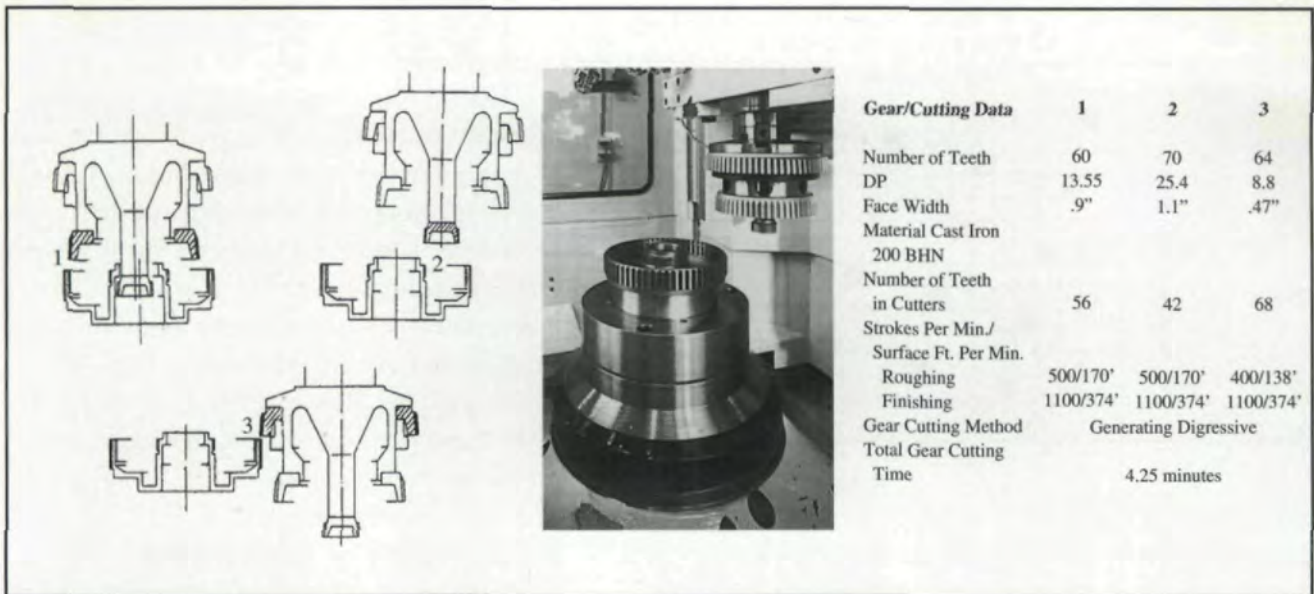 1
2
3
Gear/Cutting Data 1 2 3
Number of Teeth 60 70 64
DP 13.55 25.4 8.8
Face Width .9” 1.1” .47”
Material Cast Iron
200 BHN
Number of Teeth
in Cutters 56 42 68
Strokes Per Min./
Surface Ft. Per Min.
Roughing 500/170’ 500/170’ 400/138’
Finishing 1100/374’ 1100/374’ 1100/374’
Gear Cutting Method Generating Digressive
Total Gear Cutting
Time 4.25 minutes